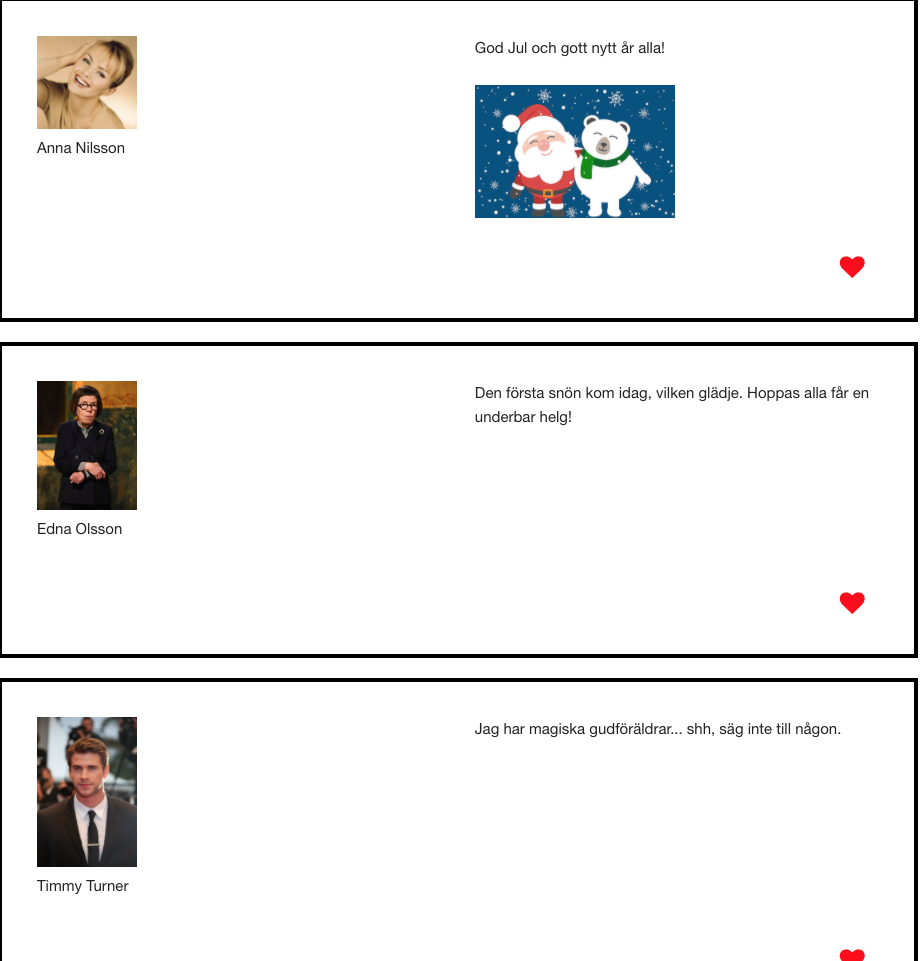 God Jul och gott nytt år alla!
Anna Nilsson
Den första snön kom idag, vilken glädje. Hoppas alla får en
underbar helg!
Edna Olsson
Jag har magiska gudföräldrar... shh, säg inte till någon.
Timmy Turner